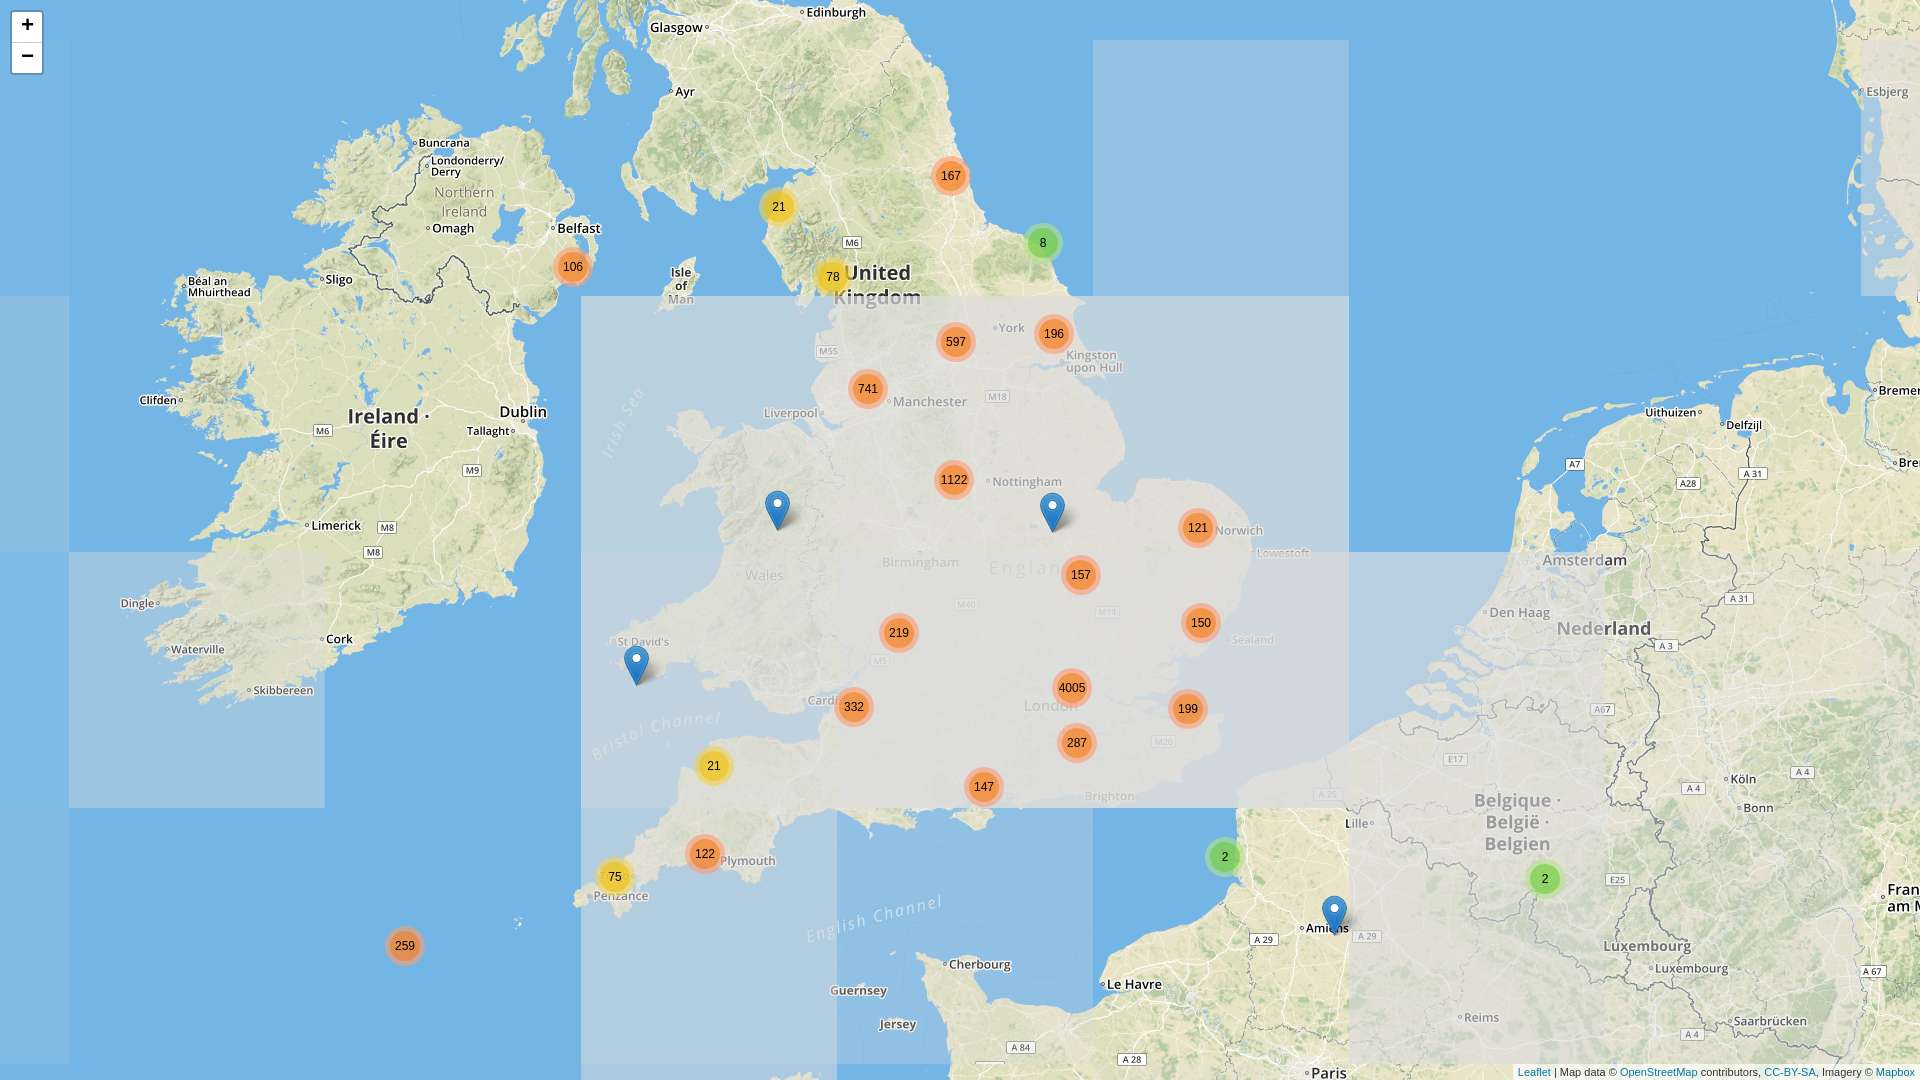 +
−
Edinburgh
Glasgow
Ayr
Esbjerg
Buncrana
Londonderry/
Derry
Northern
Ireland
Omagh
Belfast
167
21
M6
8
106
78
United
Kingdom
Isle
of
Man
Sligo
Béal an
Mhuirthead
York
196
597
M55
Kingston
upon Hull
741
Manchester
M18
Liverpool
Irish Sea
Clifden
Ireland ·
Éire
Dublin
Tallaght
M6
M9
Uithuizen
Delfzijl
Bremer
Bre
A7
A 31
A28
1122
Nottingham
Limerick
M8
M8
121
Norwich
Lowestoft
Birmingham
Wales
Englan
157
Amsterdam
A 31
Dingle
M40
M11
Den Haag
Nederland
150
Sealand
219
Cork
St David's
A 3
Waterville
M5
Skibbereen
4005
London
Cardi
332
199
A67
Bristol Channel
287
M20
E17
21
147
Brighton
A 25
Köln
A 4
A 4
Bonn
Belgique ·
België ·
Belgien
Lille
122
Plymouth
2
75
Penzance
2
E25
Fran
am M
English Channel
Amiens
A 29
A 29
259
Luxembourg
Luxembourg
A 67
Cherbourg
Le Havre
Guernsey
Jersey
Reims
Saarbrücken
A 4
A 84
A 28
Paris
Leaflet | Map data © OpenStreetMap contributors, CC-BY-SA, Imagery © Mapbox